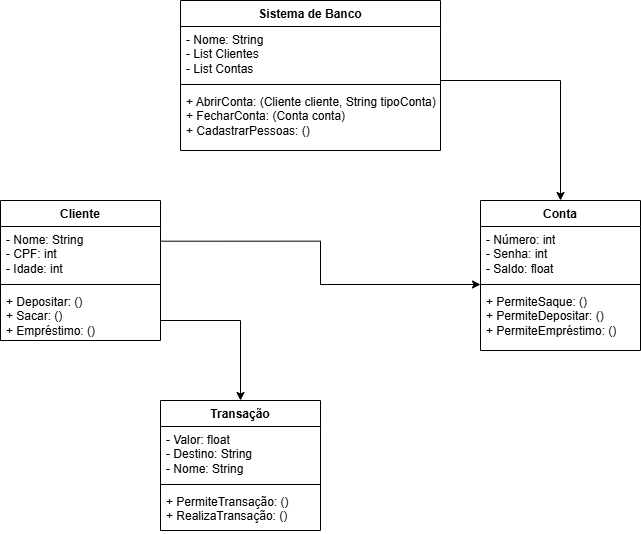 Sistema de Banco
- Nome: String
- List Clientes
- List Contas
+ AbrirConta: (Cliente cliente, String tipoConta)
+ FecharConta: (Conta conta)
+ CadastrarPessoas: ()
Cliente
- Nome: String
- CPF: int
- Idade: int
+ Depositar: ()
+ Sacar: ()
+ Empréstimo: ()
Conta
- Número: int
- Senha: int
- Saldo: float
+ PermiteSaque: ()
+ PermiteDepositar: ()
+ PermiteEmpréstimo: ()
Transação
- Valor: float
- Destino: String
- Nome: String
+ PermiteTransação: ()
+ RealizaTransação: ()